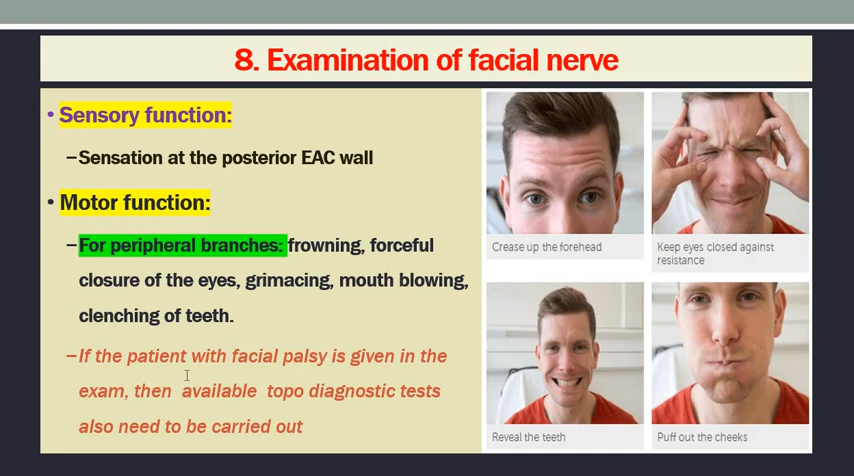 8. Examination of facial nerve
• Sensory function:
–Sensation at the posterior EAC wall
• Motor function:
–For peripheral branches: frowning, forceful
closure of the eyes, grimacing, mouth blowing,
clenching of teeth.
–If the patient with facial palsy is given in the
exam, then available topo diagnostic tests
also need to be carried out
Crease up the forehead
Keep eyes closed against
resistance
Reveal the teeth
Puff out the cheeks